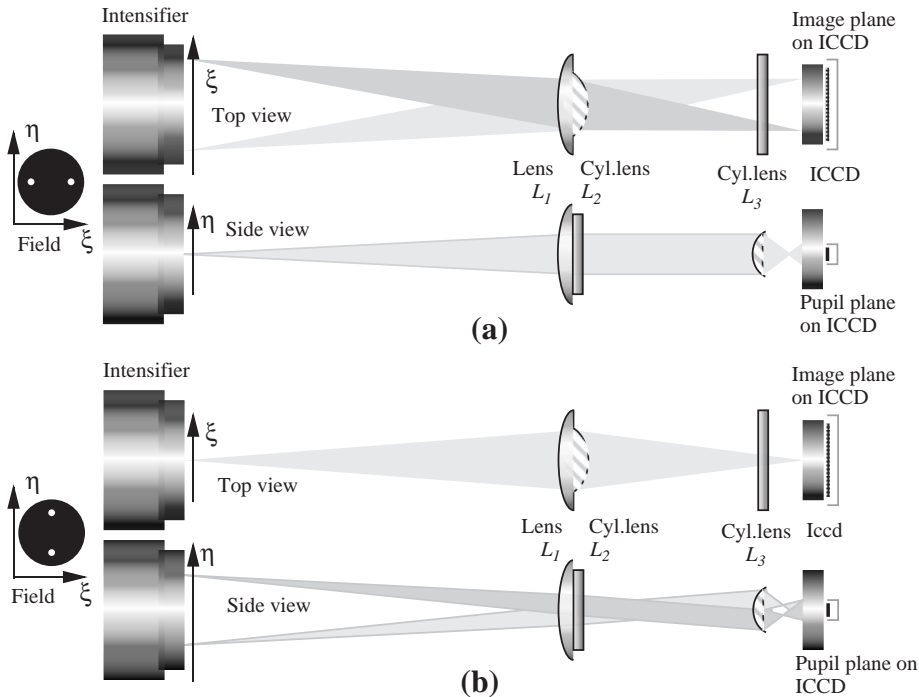 Intensifier
Image plane
on ICCD
ξ
Top view
η
Lens
Cyl.lens
Cyl.lens
ICCD
L1
L2
L3
η
Side view
Field
ξ
Pupil plane
on ICCD
(a)
Intensifier
Image plane
on ICCD
ξ
η
Top view
Lens
Cyl.lens
Cyl.lens
Iccd
L1
L2
L3
η
Field
ξ
Side view
Pupil plane on
ICCD
(b)